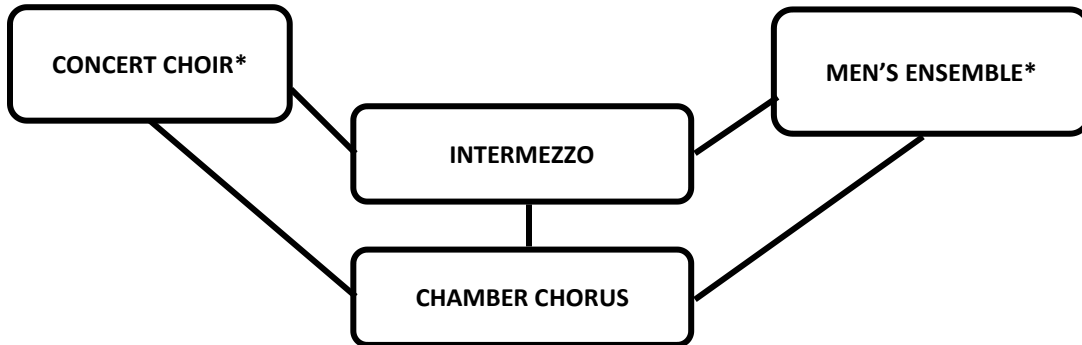 CONCERT CHOIR*
MEN’S ENSEMBLE*
INTERMEZZO
CHAMBER CHORUS